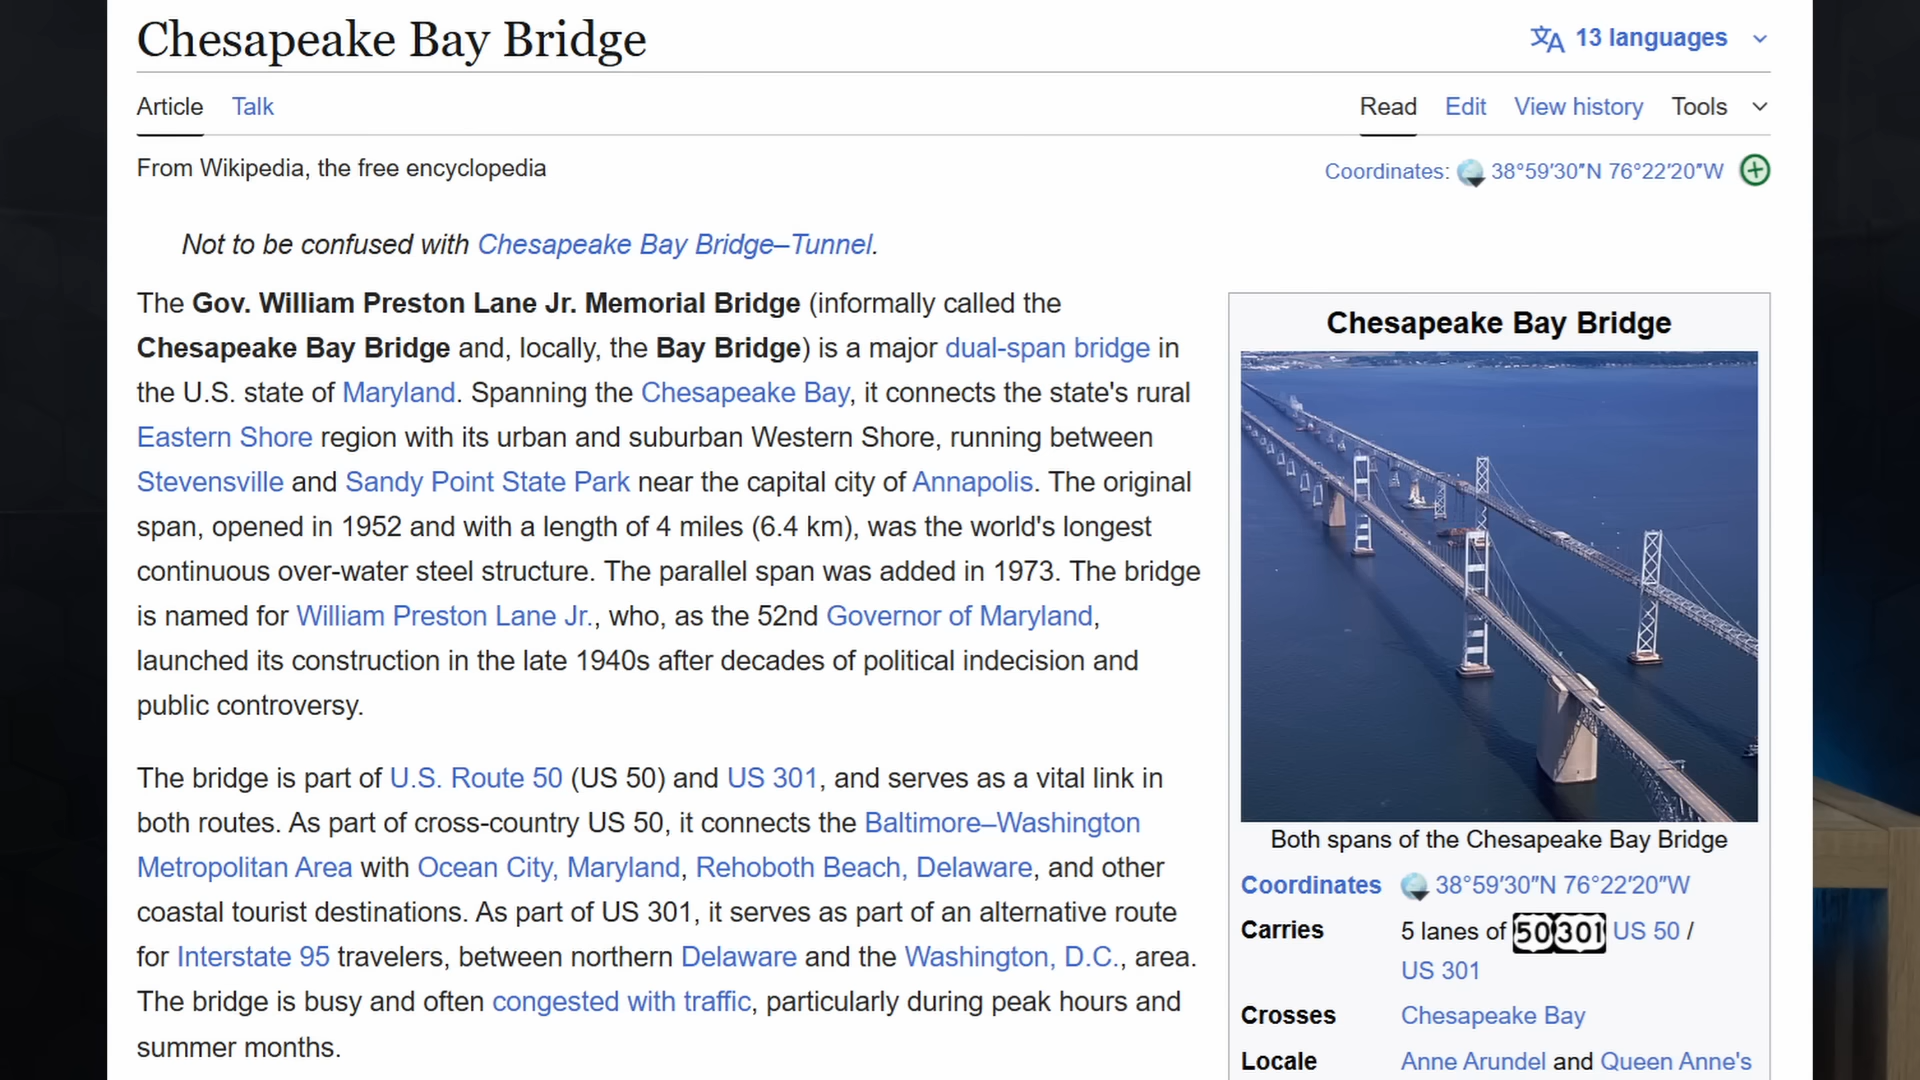 Chesapeake Bay Bridge
13 languages
Article Talk
Read Edit View history Tools
From Wikipedia, the free encyclopedia
Coordinates: 38°59′30″N 76°22′20″W
Not to be confused with Chesapeake Bay Bridge–Tunnel.
The Gov. William Preston Lane Jr. Memorial Bridge (informally called the
Chesapeake Bay Bridge and, locally, the Bay Bridge) is a major dual-span bridge in
the U.S. state of Maryland. Spanning the Chesapeake Bay, it connects the state's rural
Eastern Shore region with its urban and suburban Western Shore, running between
Stevensville and Sandy Point State Park near the capital city of Annapolis. The original
span, opened in 1952 and with a length of 4 miles (6.4 km), was the world's longest
continuous over-water steel structure. The parallel span was added in 1973. The bridge
is named for William Preston Lane Jr., who, as the 52nd Governor of Maryland,
launched its construction in the late 1940s after decades of political indecision and
public controversy.
The bridge is part of U.S. Route 50 (US 50) and US 301, and serves as a vital link in
both routes. As part of cross-country US 50, it connects the Baltimore–Washington
Metropolitan Area with Ocean City, Maryland, Rehoboth Beach, Delaware, and other
coastal tourist destinations. As part of US 301, it serves as part of an alternative route
for Interstate 95 travelers, between northern Delaware and the Washington, D.C., area.
The bridge is busy and often congested with traffic, particularly during peak hours and
summer months.
Chesapeake Bay Bridge
Both spans of the Chesapeake Bay Bridge
Coordinates 38°59′30″N 76°22′20″W
Carries 5 lanes of 50 301 US 50 /
US 301
Crosses Chesapeake Bay
Locale Anne Arundel and Queen Anne's